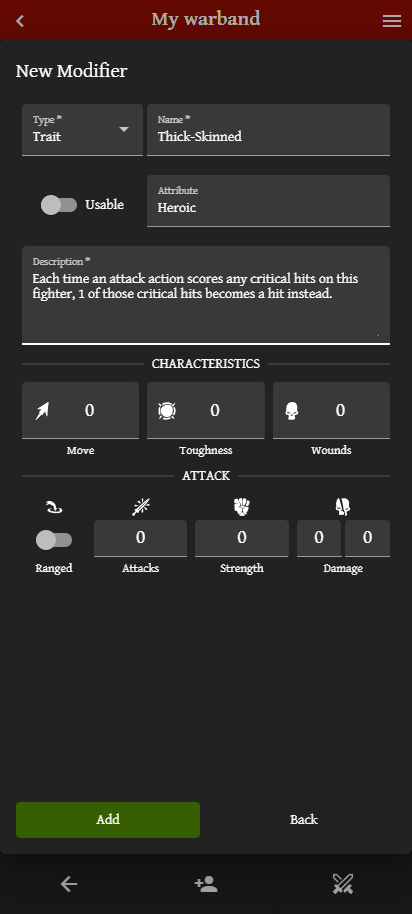 My warband
New Modifier
Type *
Trait
Name *
Thick-Skinned
Usable
Attribute
Heroic
Description *
Each time an attack action scores any critical hits on this
fighter, 1 of those critical hits becomes a hit instead.
CHARACTERISTICS
0
0
0
Move
Toughness
Wounds
ATTACK
0
0
0
0
Ranged
Attacks
Strength
Damage
Add
Back